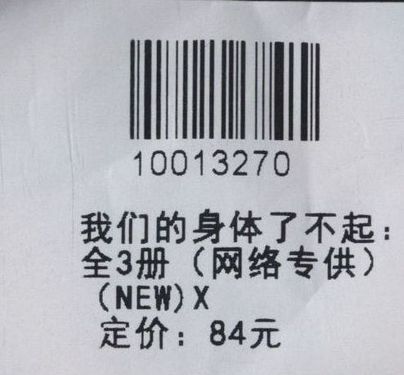 10013270
我们的身体了不起：
全3册（网络专供）
(NEW)X
定价：84元